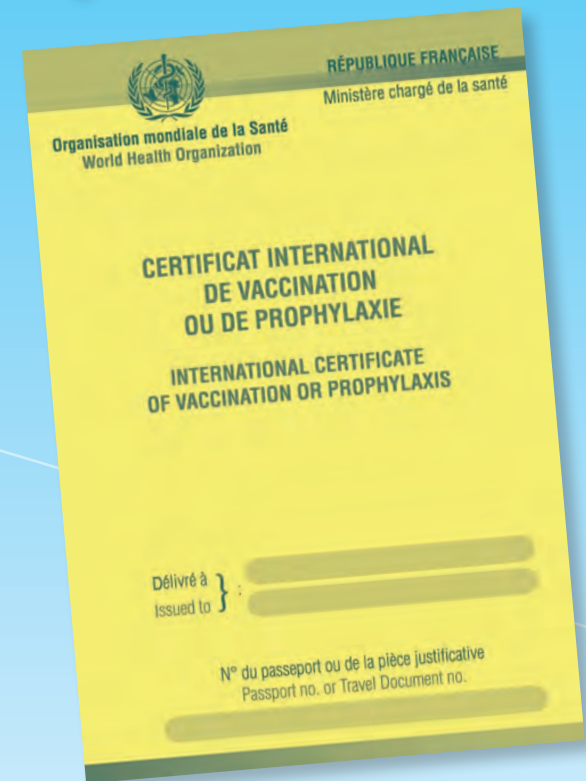 RÉPUBLIQUE FRANÇAISE
Ministère chargé de la santé
Organisation mondiale de la Santé
World Health Organization
CERTIFICAT INTERNATIONAL
DE VACCINATION
OU DE PROPHYLAXIE
INTERNATIONAL CERTIFICATE
OF VACCINATION OR PROPHYLAXIS
Délivré à } :
Issued to
N° du passeport ou de la pièce justificative
Passport no. or Travel Document no.